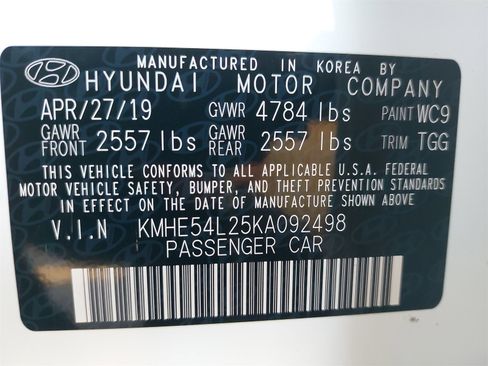 MANUFACTURED IN KOREA BY
HYUNDAI MOTOR COMPANY
APR/27/19 GVWR 4784 lbs PAINT WC9
GAWR FRONT 2557 lbs GAWR REAR 2557 lbs TRIM TGG
THIS VEHICLE CONFORMS TO ALL APPLICABLE U.S.A. FEDERAL
MOTOR VEHICLE SAFETY, BUMPER, AND THEFT PREVENTION STANDARDS
IN EFFECT ON THE DATE OF MANUFACTURE SHOWN ABOVE.
V.I.N KMHE54L25KA092498
PASSENGER CAR